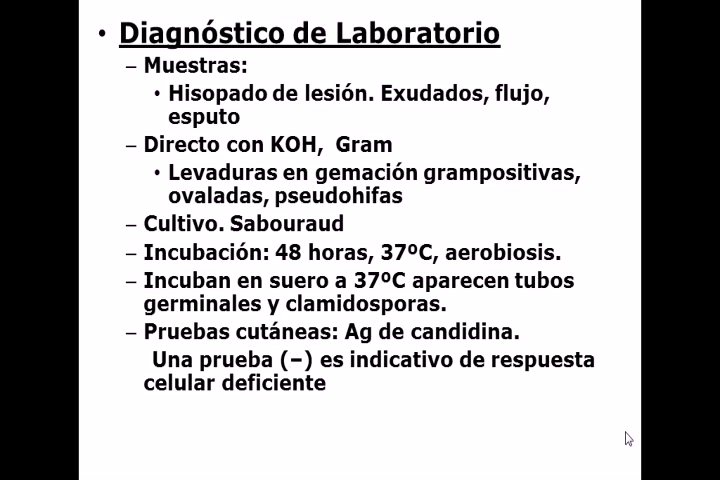 • Diagnóstico de Laboratorio
– Muestras:
• Hisopado de lesión. Exudados, flujo,
esputo
– Directo con KOH, Gram
• Levaduras en gemación grampositivas,
ovaladas, pseudohifas
– Cultivo. Sabouraud
– Incubación: 48 horas, 37ºC, aerobiosis.
– Incuban en suero a 37ºC aparecen tubos
germinales y clamidosporas.
– Pruebas cutáneas: Ag de candidina.
Una prueba (–) es indicativo de respuesta
celular deficiente